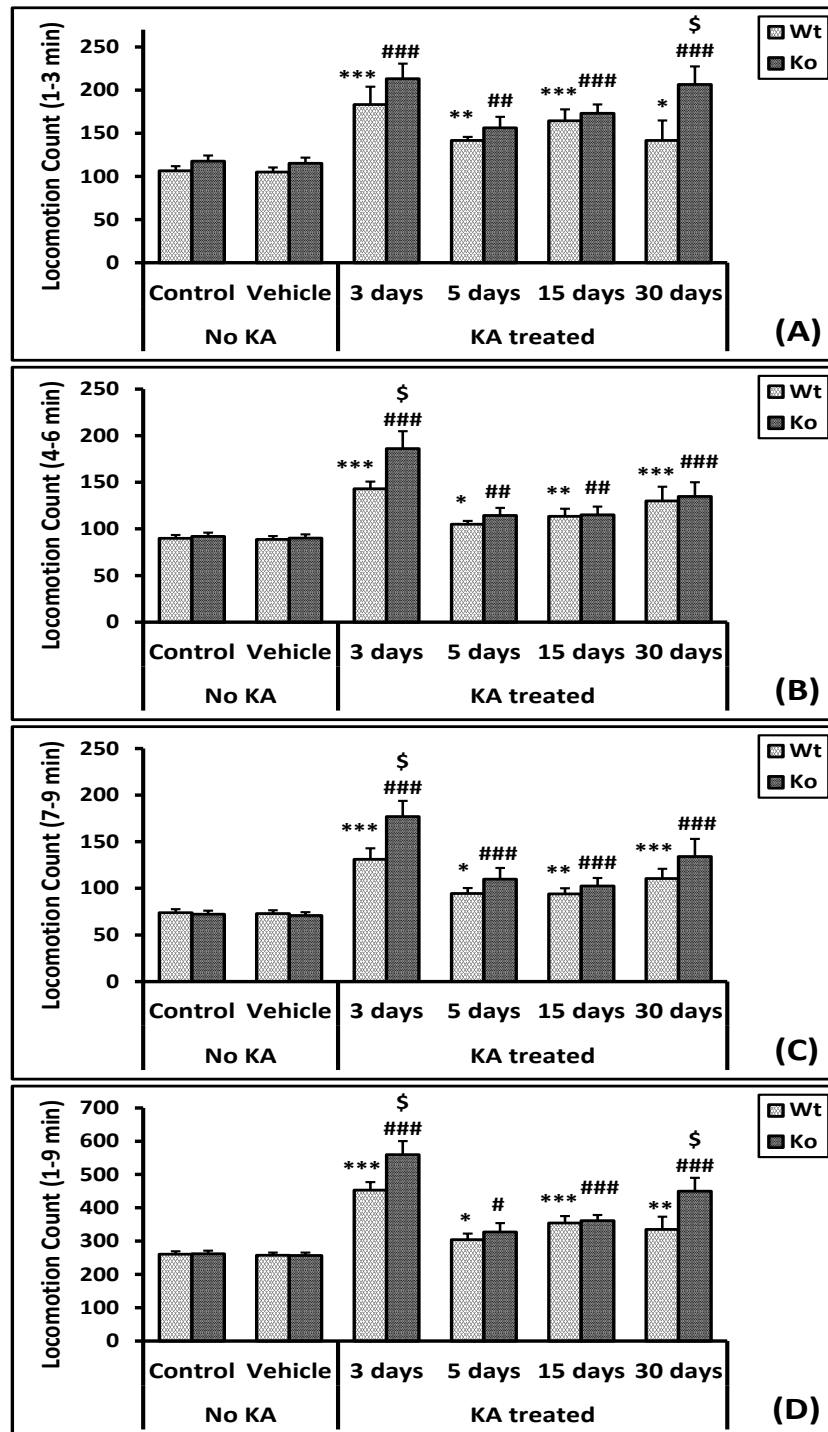 Locomotion Count (1-3 min)
250
200
150
100
50
0
*** ### ** ## *** ### * $ ###
Wt
Ko
Control Vehicle 3 days 5 days 15 days 30 days
No KA KA treated
(A)
Locomotion Count (4-6 min)
250
200
150
100
50
0
*** $ ### * ## ** ## *** ###
Wt
Ko
Control Vehicle 3 days 5 days 15 days 30 days
No KA KA treated
(B)
Locomotion Count (7-9 min)
250
200
150
100
50
0
*** $ ### * ### ** ### *** ###
Wt
Ko
Control Vehicle 3 days 5 days 15 days 30 days
No KA KA treated
(C)
Locomotion Count (1-9 min)
700
600
500
400
300
200
100
0
*** $ ### * # *** ### ** $ ###
Wt
Ko
Control Vehicle 3 days 5 days 15 days 30 days
No KA KA treated
(D)